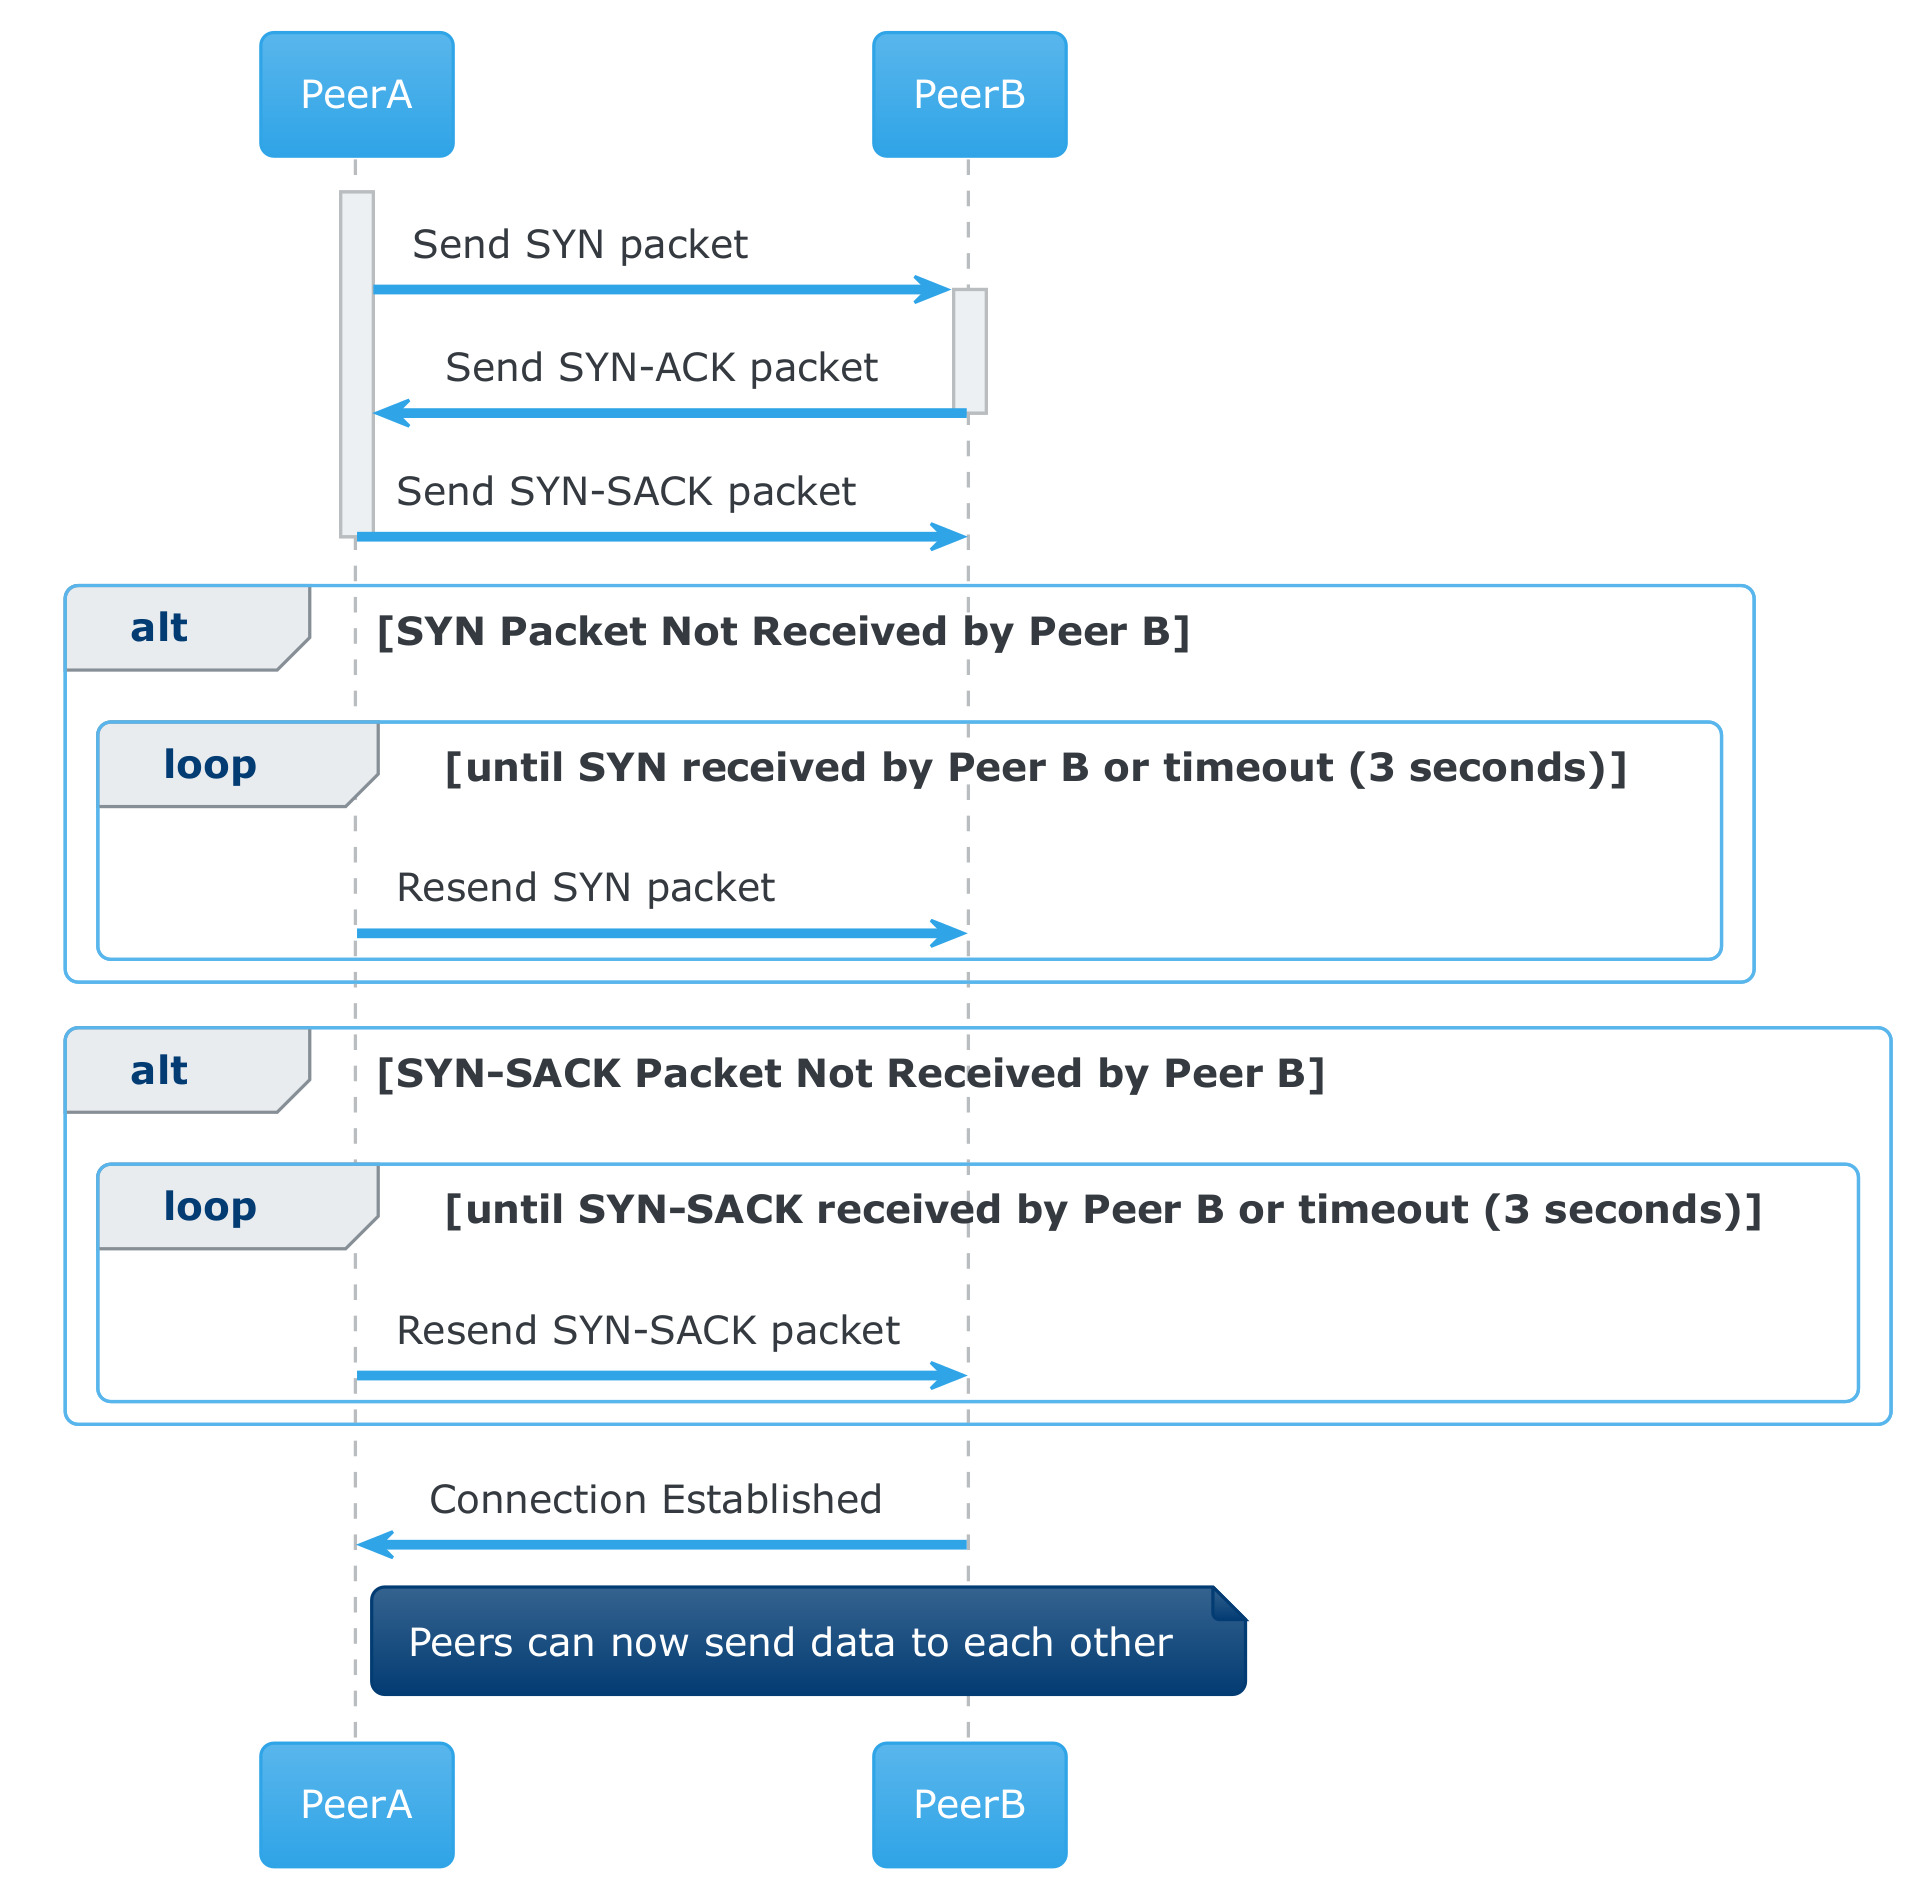 PeerA
PeerB
Send SYN packet
Send SYN-ACK packet
Send SYN-SACK packet
alt
[SYN Packet Not Received by Peer B]
loop
[until SYN received by Peer B or timeout (3 seconds)]
Resend SYN packet
alt
[SYN-SACK Packet Not Received by Peer B]
loop
[until SYN-SACK received by Peer B or timeout (3 seconds)]
Resend SYN-SACK packet
Connection Established
Peers can now send data to each other
PeerA
PeerB